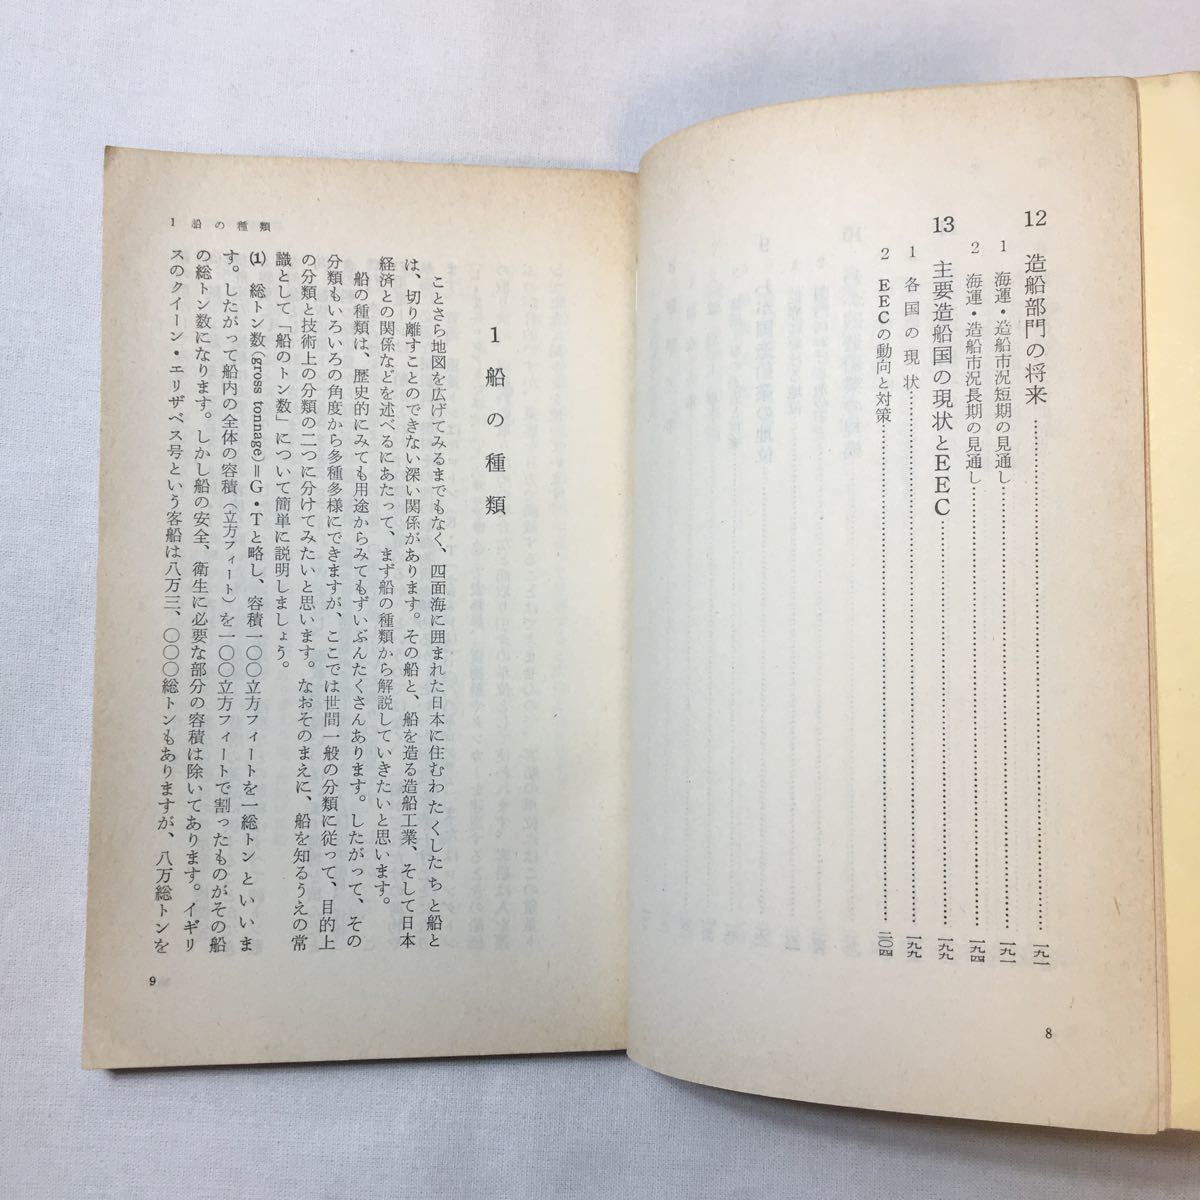 12 造船部門の将来……一九一
1 海運・造船市況短期の見通し……一九一
2 海運・造船市況長期の見通し……一九四
13 主要造船国の現状とEEC……一九九
1 各国の現状……一九九
2 EECの動向と対策……二〇四
8
1 船の種類
ことさら地図を広げてみるまでもなく、四面海に囲まれた日本に住むわたくしたちと船と
は、切り離すことのできない深い関係があります。その船と、船を造る造船工業、そして日本
経済との関係などを述べるにあたって、まず船の種類から解説していきたいと思います。
船の種類は、歴史的にみても用途からみてもずいぶんたくさんあります。したがって、その
分類もいろいろの角度から多種多様にできますが、ここでは世間一般の分類に従って、目的上
の分類と技術上の分類の二つに分けてみたいと思います。なおそのまえに、船を知るうえの常
識として「船のトン数」について簡単に説明しましょう。
(1) 総トン数(gross tonnage)＝G・Tと略し、容積一〇〇立方フィートを一総トンといいま
す。したがって船内の全体の容積（立方フィート）を一〇〇立方フィートで割ったものがその船
の総トン数になります。しかし船の安全、衛生に必要な部分の容積は除いてあります。イギリ
スのクイーン・エリザベス号という客船は八万三、〇〇〇総トンもありますが、八万総トンを
1 船の種類
9